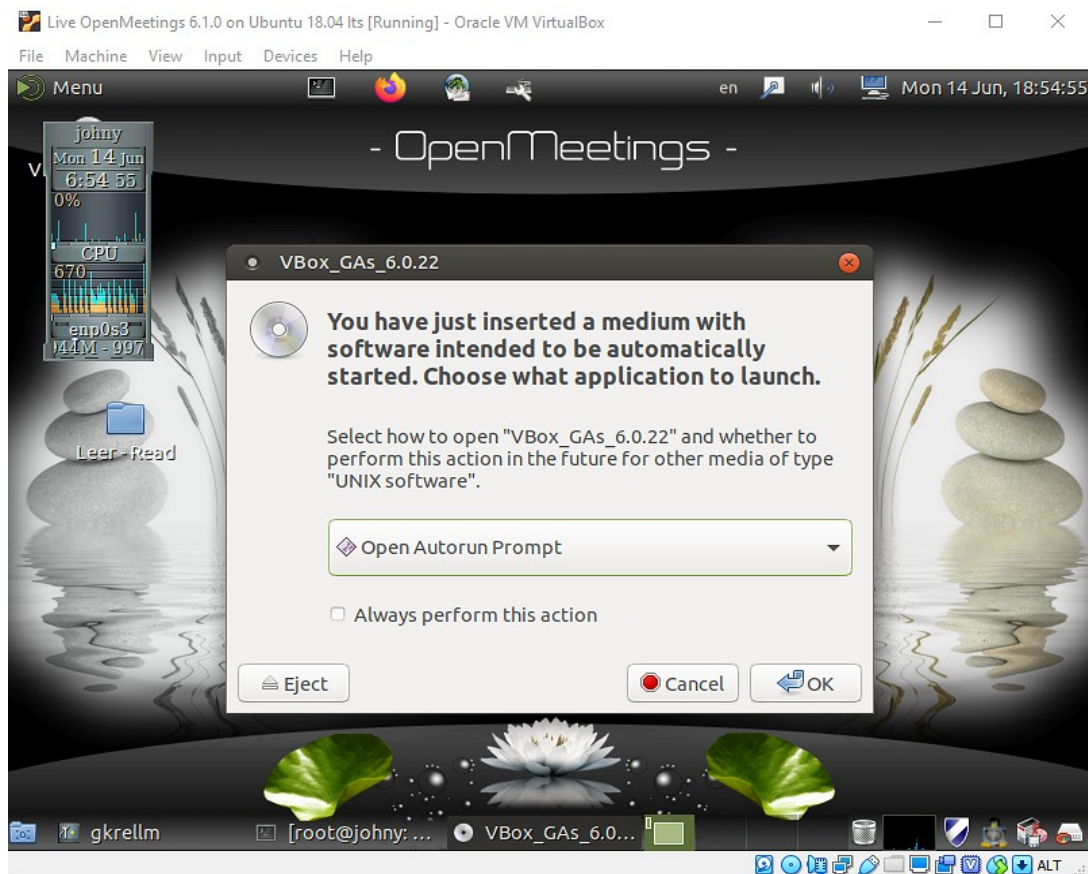 Live OpenMeetings 6.1.0 on Ubuntu 18.04 lts [Running] - Oracle VM VirtualBox
File Machine View Input Devices Help
Menu
en
Mon 14 Jun, 18:54:55
- OpenMeetings -
johny
Mon 14 Jun
6:54 55
0%
CPU
670
enp0s3
944M - 997
Leer - Read
VBox_GAs_6.0.22
You have just inserted a medium with
software intended to be automatically
started. Choose what application to launch.
Select how to open "VBox_GAs_6.0.22" and whether to
perform this action in the future for other media of type
"UNIX software".
Open Autorun Prompt
Always perform this action
Eject
Cancel
OK
gkrellm
[root@johny: ...
VBox_GAs_6.0...
ALT